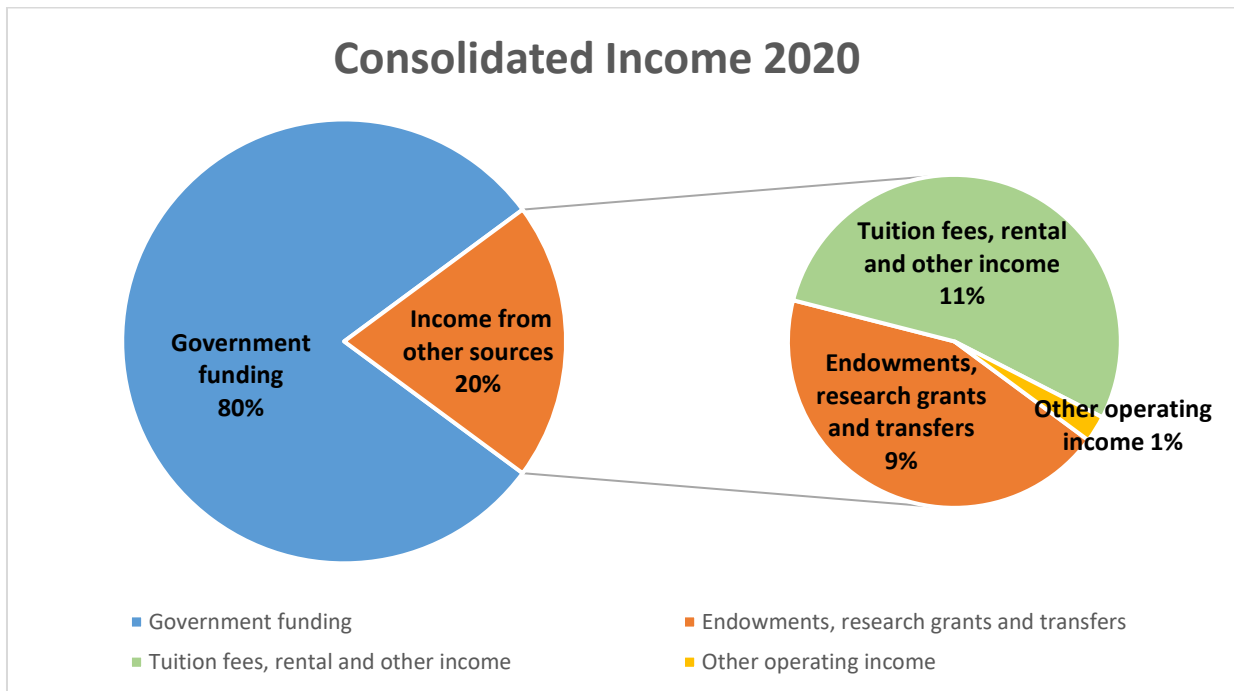 Consolidated Income 2020
Government
funding
80%
Income from
other sources
20%
Tuition fees, rental
and other income
11%
Endowments,
research grants
and transfers
9%
Other operating
income 1%
Government funding
Endowments, research grants and transfers
Tuition fees, rental and other income
Other operating income